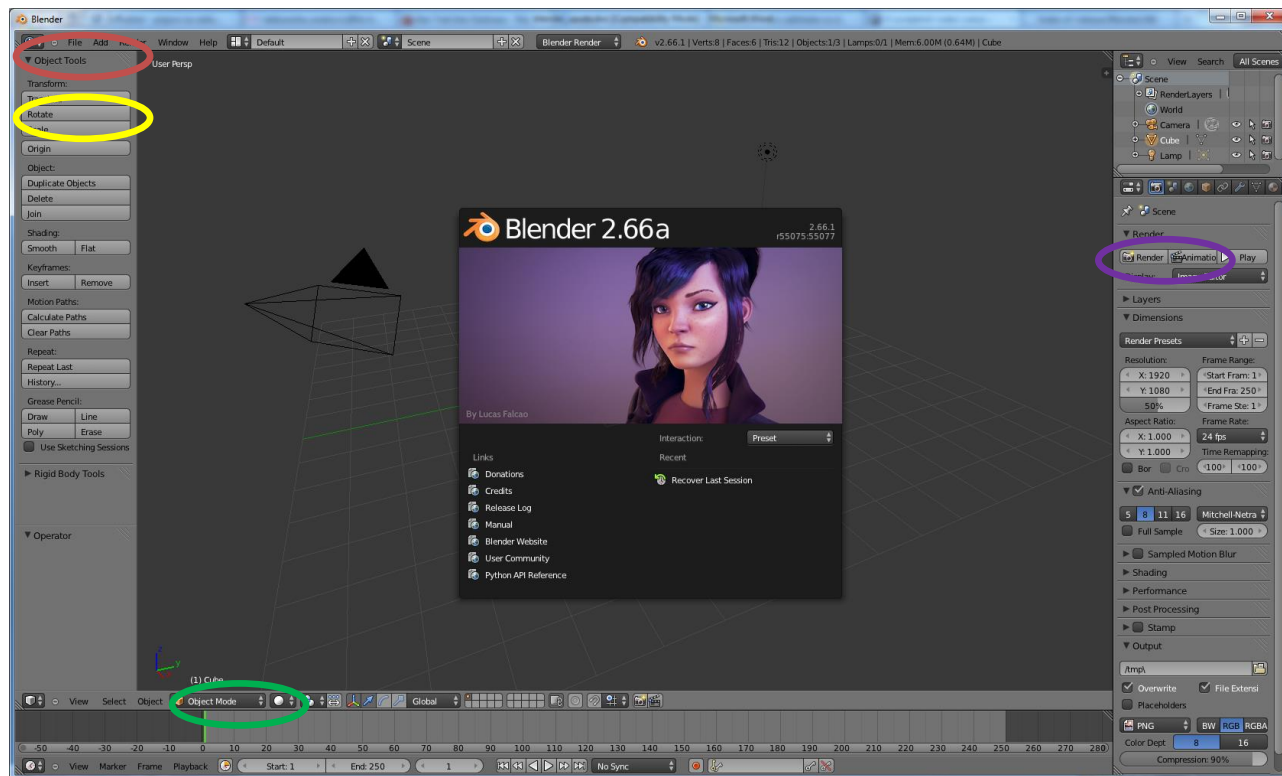 Blender
File Add Window Help Default Scene Blender Render v2.66.1 | Verts:8 | Faces:6 | Tris:12 | Objects:1/3 | Lamps:0/1 | Mem:6.00M (0.64M) | Cube
Object Tools
Transform:
Rotate
Scale
Origin
Object:
Duplicate Objects
Delete
Join
Shading:
Smooth Flat
Keyframes:
Insert Remove
Motion Paths:
Calculate Paths
Clear Paths
Repeat:
Repeat Last
History...
Grease Pencil:
Draw Line
Poly Erase
Use Sketching Sessions
Rigid Body Tools
Operator
User Persp
Blender 2.66a
2.66.1
r55075:55077
By Lucas Falcao
Interaction: Preset
Links Recent
Donations Recover Last Session
Credits
Release Log
Manual
Blender Website
User Community
Python API Reference
z
y
(1) Cube
View Select Object Object Mode Global
View Search All Scenes
Scene
RenderLayers |
World
Camera |
Cube |
Lamp |
Scene
Render
Render Animatio Play
Display: Image Editor
Layers
Dimensions
Render Presets
Resolution: Frame Range:
X: 1920 Start Fram: 1
Y: 1080 End Fra: 250
50% Frame Ste: 1
Aspect Ratio: Frame Rate:
X: 1.000 24 fps
Y: 1.000 Time Remapping:
Bor Cro 100 100
Anti-Aliasing
5 8 11 16 Mitchell-Netra
Full Sample Size: 1.000
Sampled Motion Blur
Shading
Performance
Post Processing
Stamp
Output
/tmp\
Overwrite File Extensi
Placeholders
PNG BW RGB RGBA
Color Dept 8 16
Compression: 90%
-50 -40 -30 -20 -10 0 10 20 30 40 50 60 70 80 90 100 110 120 130 140 150 160 170 180 190 200 210 220 230 240 250 260 270 280
View Marker Frame Playback Start: 1 End: 250 1 No Sync